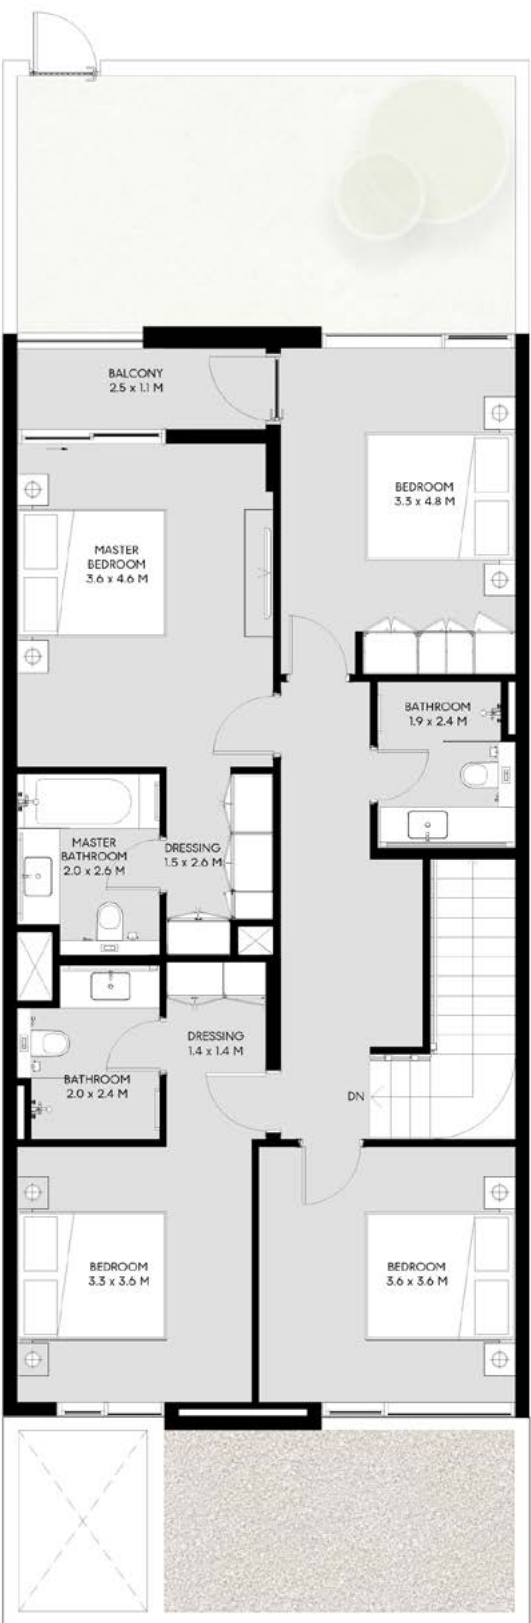 BALCONY
2.5 x 1.1 M
BEDROOM
3.3 x 4.8 M
MASTER
BEDROOM
3.6 x 4.6 M
BATHROOM
1.9 x 2.4 M
MASTER
BATHROOM
2.0 x 2.6 M
DRESSING
1.5 x 2.6 M
DRESSING
1.4 x 1.4 M
BATHROOM
2.0 x 2.4 M
DN
BEDROOM
3.3 x 3.6 M
BEDROOM
3.6 x 3.6 M